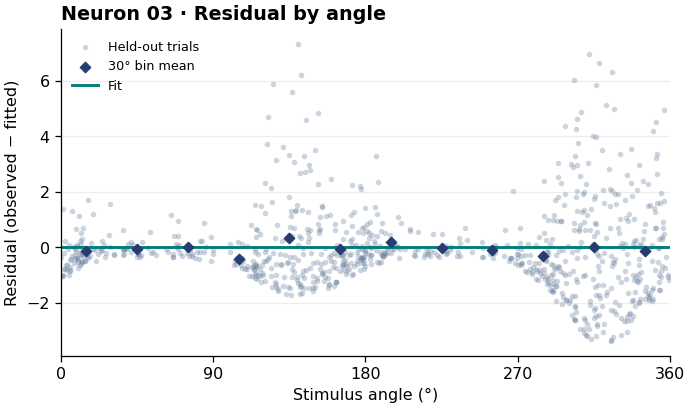 Neuron 03 · Residual by angle
Held-out trials
30° bin mean
Fit
Residual (observed − fitted)
6
4
2
0
−2
0
90
180
270
360
Stimulus angle (°)